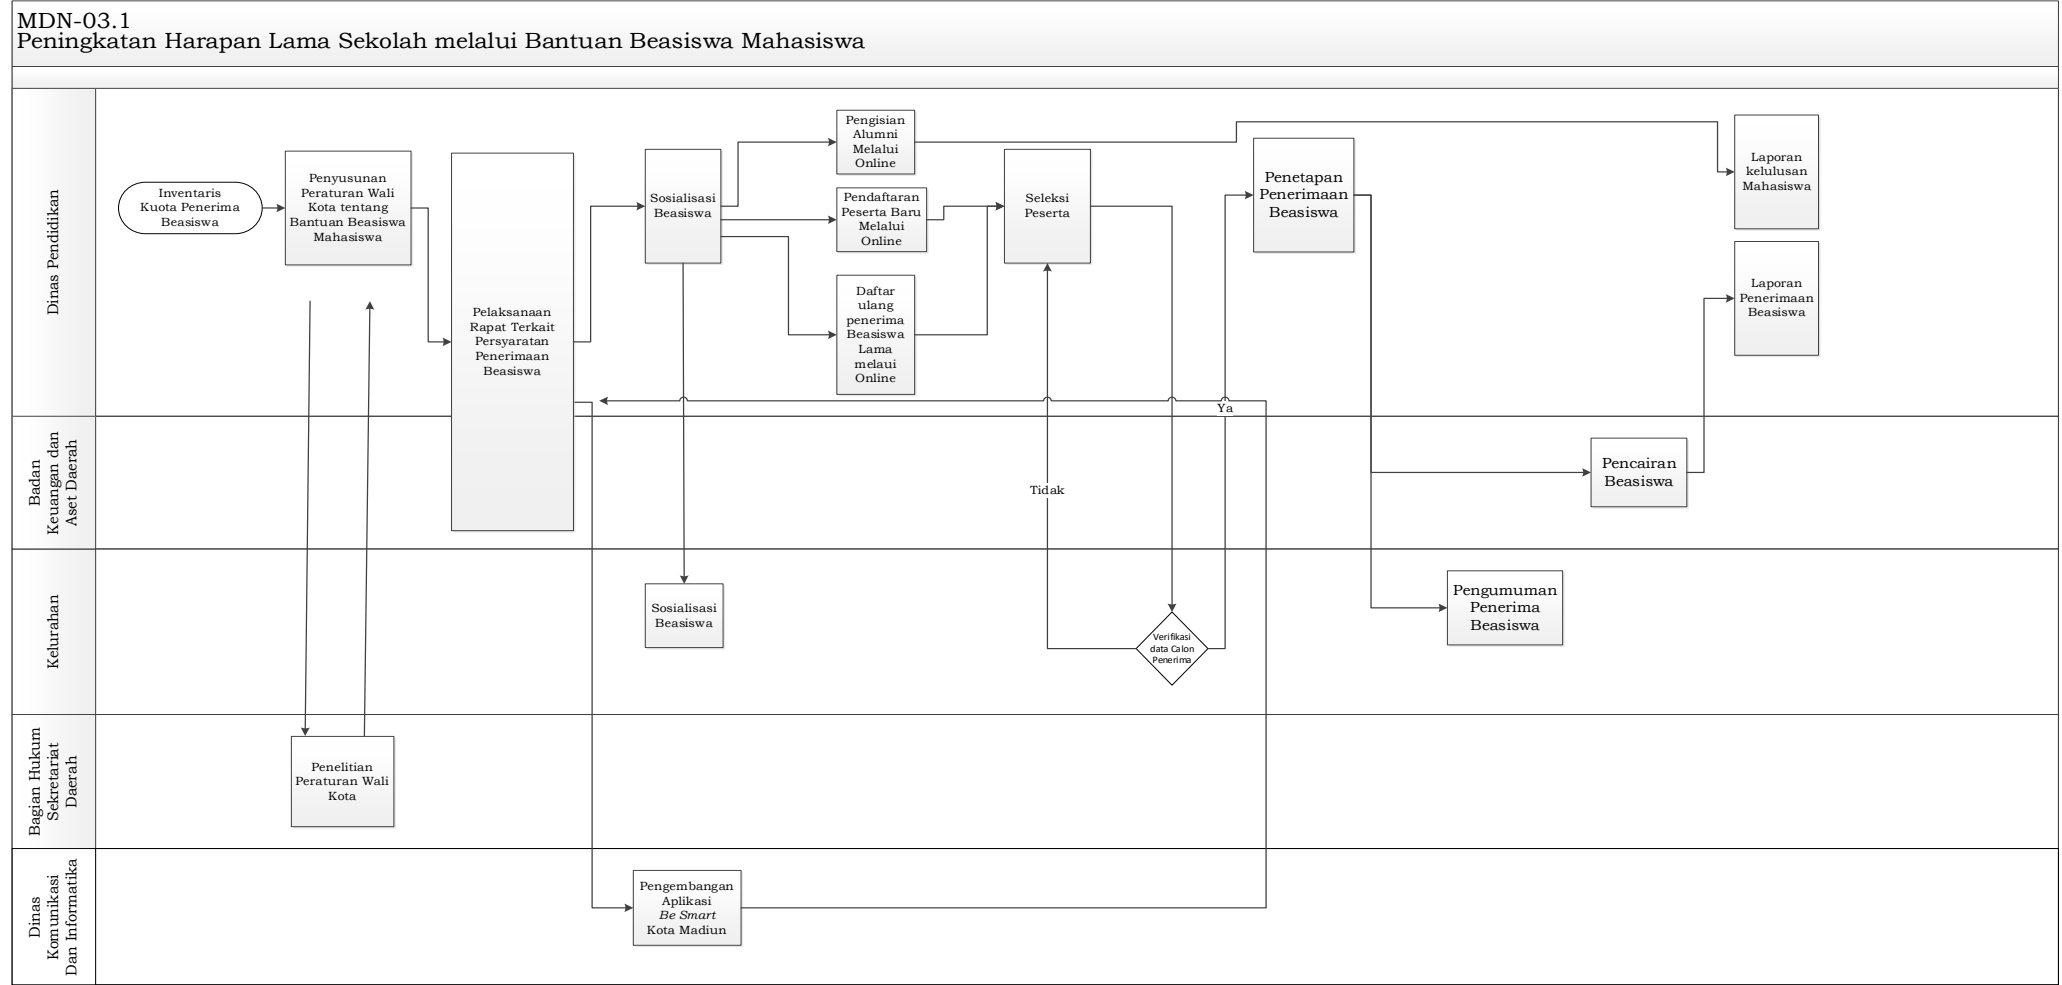 MDN-03.1
Peningkatan Harapan Lama Sekolah melalui Bantuan Beasiswa Mahasiswa
Dinas Pendidikan
Inventaris
Kuota Penerima
Beasiswa
Penyusunan
Peraturan Wali
Kota tentang
Bantuan Beasiswa
Mahasiswa
Pelaksanaan
Rapat Terkait
Persyaratan
Penerimaan
Beasiswa
Sosialisasi
Beasiswa
Pengisian
Alumni
Melalui
Online
Pendaftaran
Peserta Baru
Melalui
Online
Daftar
ulang
penerima
Beasiswa
Lama
melaui
Online
Seleksi
Peserta
Penetapan
Penerimaan
Beasiswa
Laporan
kelulusan
Mahasiswa
Laporan
Penerimaan
Beasiswa
Ya
Badan
Keuangan dan
Aset Daerah
Tidak
Pencairan
Beasiswa
Kelurahan
Sosialisasi
Beasiswa
Verifikasi
data Calon
Penerima
Pengumuman
Penerima
Beasiswa
Bagian Hukum
Sekretariat
Daerah
Penelitian
Peraturan Wali
Kota
Dinas
Komunikasi
Dan Informatika
Pengembangan
Aplikasi
Be Smart
Kota Madiun